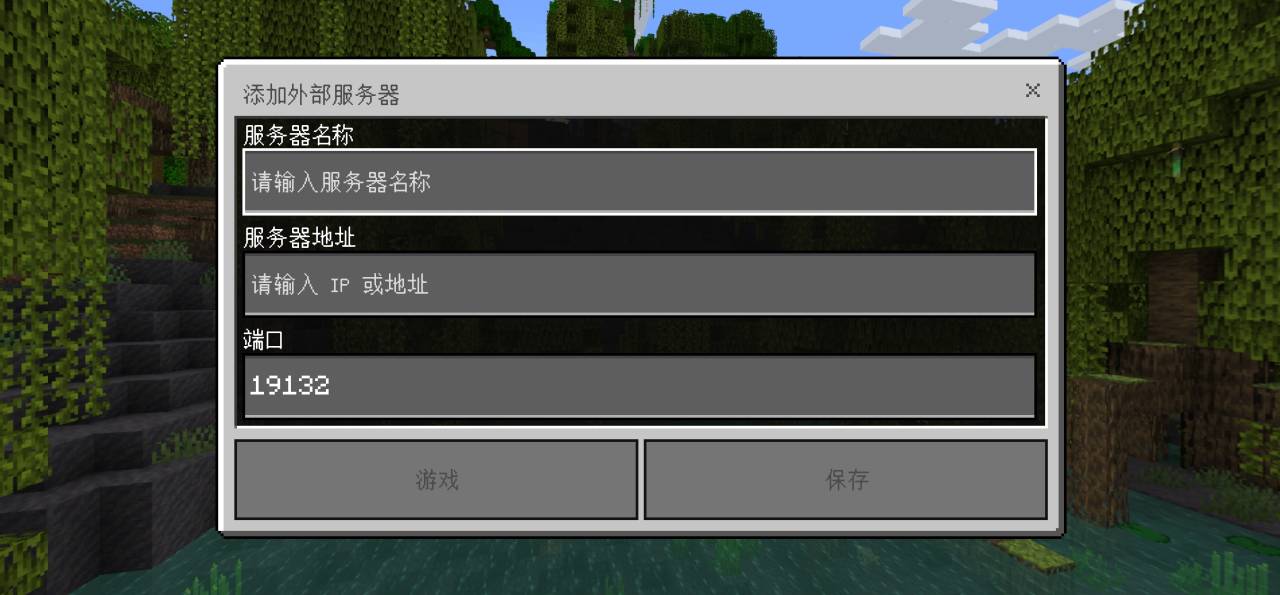 添加外部服务器
服务器名称
请输入服务器名称
服务器地址
请输入 IP 或地址
端口
19132
游戏
保存